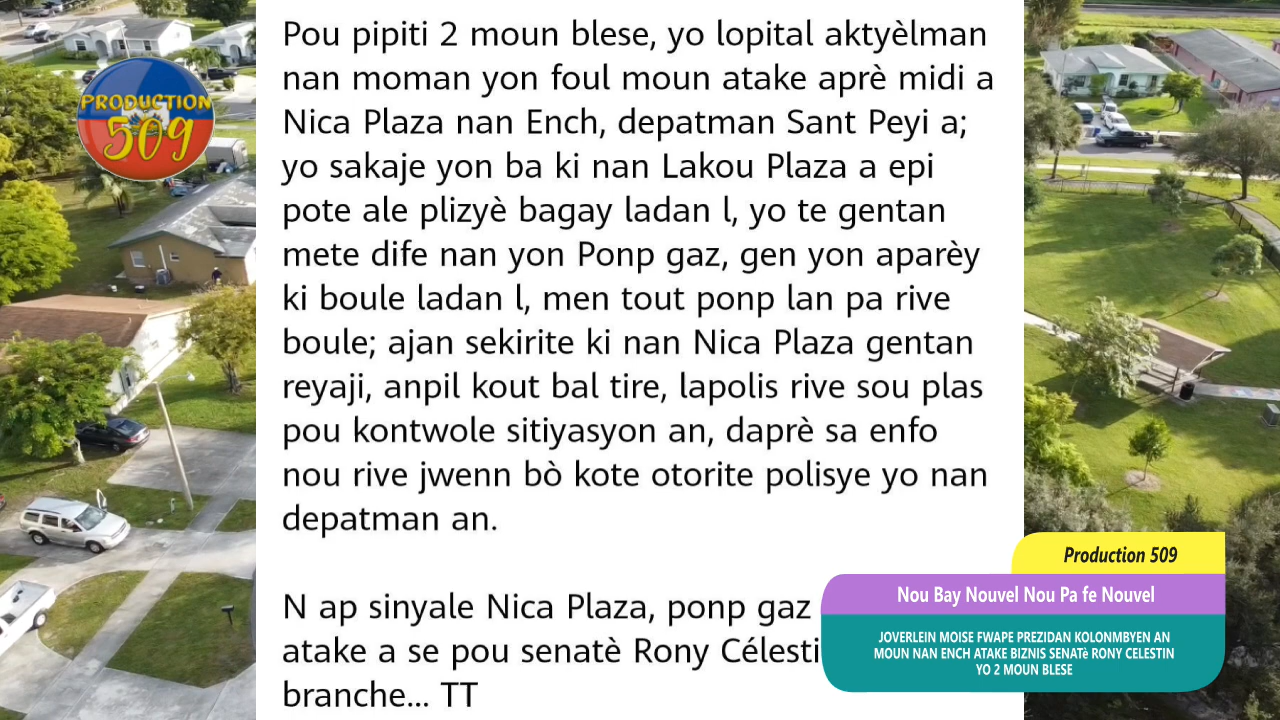 PRODUCTION
509
Pou pipiti 2 moun blese, yo lopital aktyèlman
nan moman yon foul moun atake aprè midi a
Nica Plaza nan Ench, depatman Sant Peyi a;
yo sakaje yon ba ki nan Lakou Plaza a epi
pote ale plizyè bagay ladan l, yo te gentan
mete dife nan yon Ponp gaz, gen yon aparèy
ki boule ladan l, men tout ponp lan pa rive
boule; ajan sekirite ki nan Nica Plaza gentan
reyaji, anpil kout bal tire, lapolis rive sou plas
pou kontwole sitiyasyon an, daprè sa enfo
nou rive jwenn bò kote otorite polisye yo nan
depatman an.
N ap sinyale Nica Plaza, ponp gaz
atake a se pou senatè Rony Célesti
branche... TT
Production 509
Nou Bay Nouvel Nou Pa fe Nouvel
JOVERLEIN MOISE FWAPE PREZIDAN KOLONMBYEN AN
MOUN NAN ENCH ATAKE BIZNIS SENATè RONY CELESTIN
YO 2 MOUN BLESE